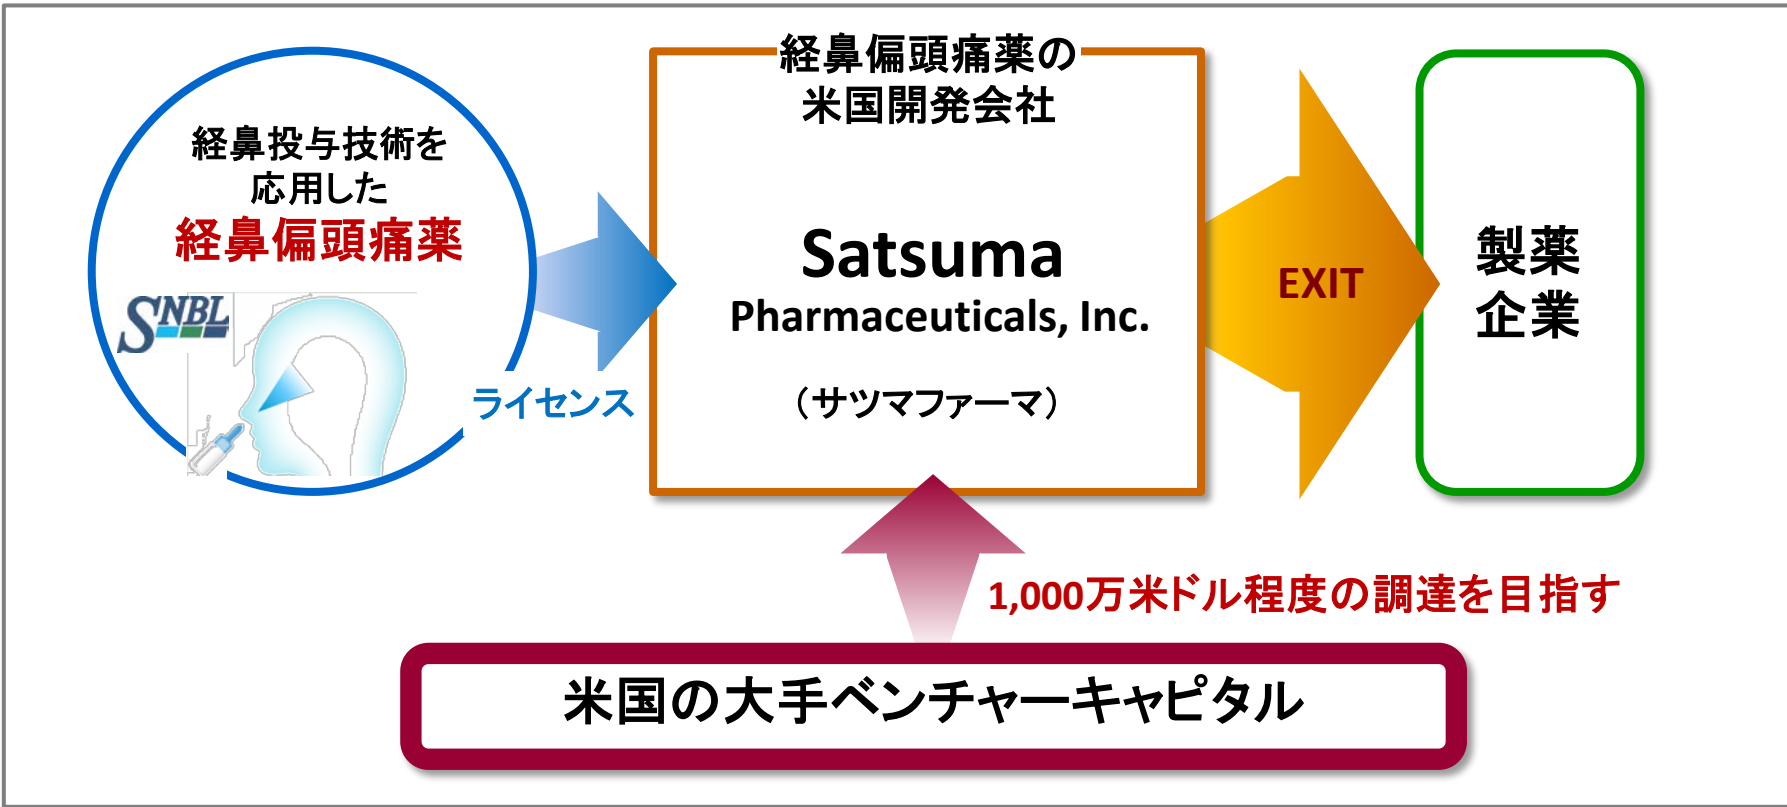 経鼻投与技術を
応用した
経鼻偏頭痛薬
SNBL
ライセンス
経鼻偏頭痛薬の
米国開発会社
Satsuma
Pharmaceuticals, Inc.
（サツマファーマ）
EXIT
製薬
企業
1,000万米ドル程度の調達を目指す
米国の大手ベンチャーキャピタル